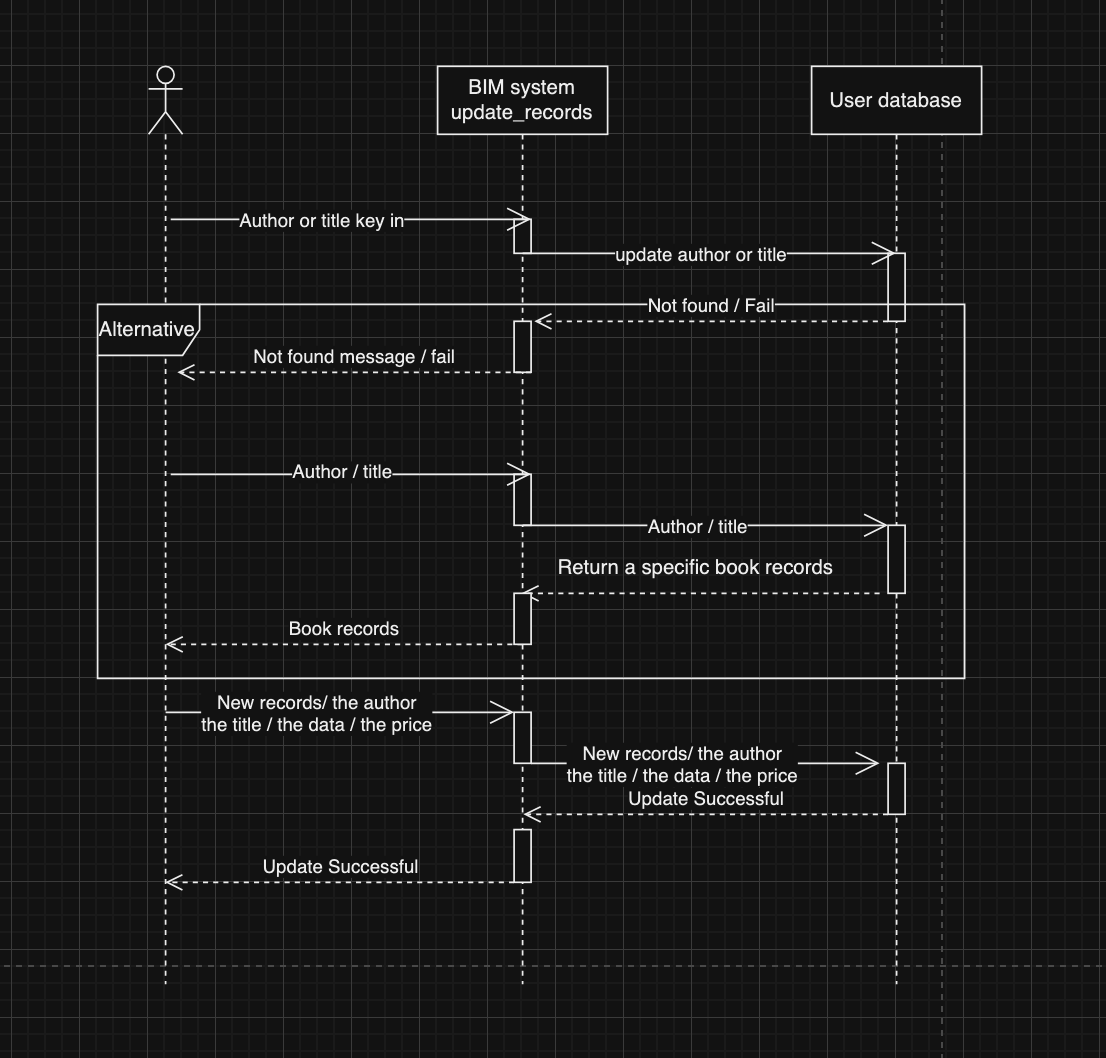 BIM system
update_records
User database
Author or title key in
update author or title
Not found / Fail
Alternative
Not found message / fail
Author / title
Author / title
Return a specific book records
Book records
New records/ the author
the title / the data / the price
New records/ the author
the title / the data / the price
Update Successful
Update Successful